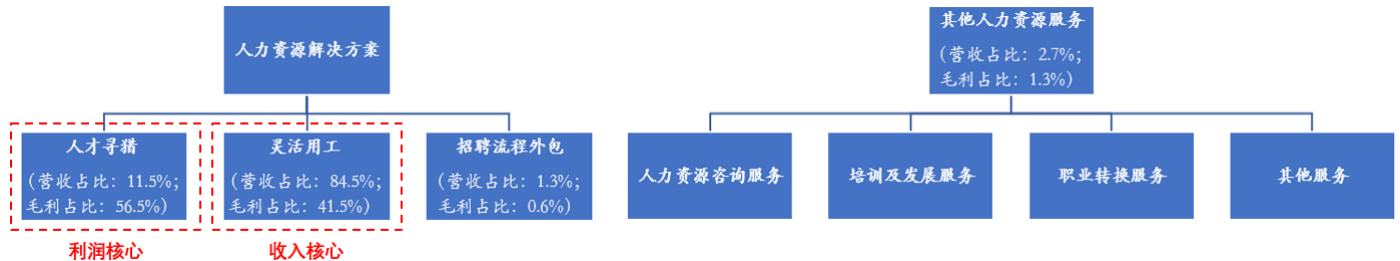 人力资源解决方案
人才寻猎
（营收占比：11.5%；
毛利占比：56.5%）
利润核心
灵活用工
（营收占比：84.5%；
毛利占比：41.5%）
收入核心
招聘流程外包
（营收占比：1.3%；
毛利占比：0.6%）
其他人力资源服务
（营收占比：2.7%；
毛利占比：1.3%）
人力资源咨询服务
培训及发展服务
职业转换服务
其他服务